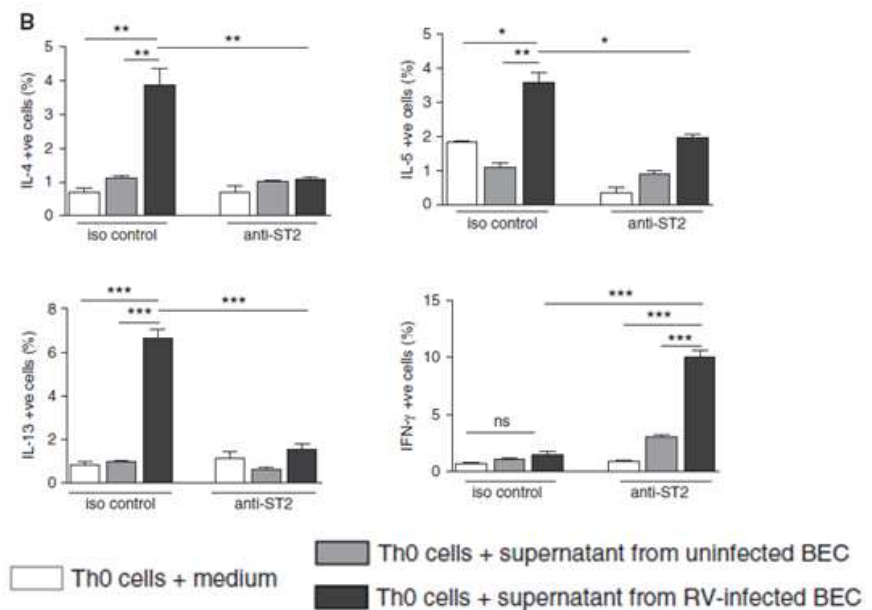 B
** **
**
IL-4 +ve cells (%)
5
4
3
2
1
0
iso control anti-ST2
* *
**
IL-5 +ve cells (%)
5
4
3
2
1
0
iso control anti-ST2
*** ***
***
IL-13 +ve cells (%)
8
6
4
2
0
iso control anti-ST2
***
***
***
ns
IFN-γ +ve cells (%)
15
10
5
0
iso control anti-ST2
Th0 cells + medium
Th0 cells + supernatant from uninfected BEC
Th0 cells + supernatant from RV-infected BEC